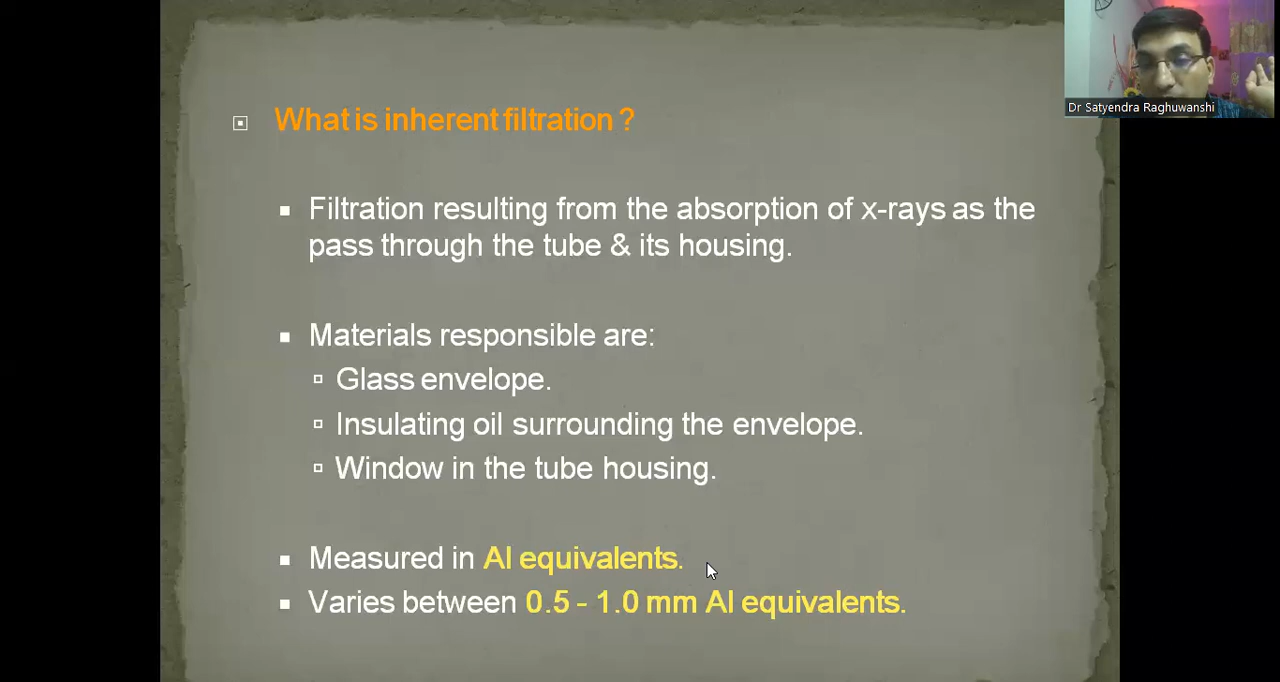 Dr Satyendra Raghuwanshi
What is inherent filtration ?
Filtration resulting from the absorption of x-rays as the
pass through the tube & its housing.
Materials responsible are:
Glass envelope.
Insulating oil surrounding the envelope.
Window in the tube housing.
Measured in Al equivalents.
Varies between 0.5 - 1.0 mm Al equivalents.